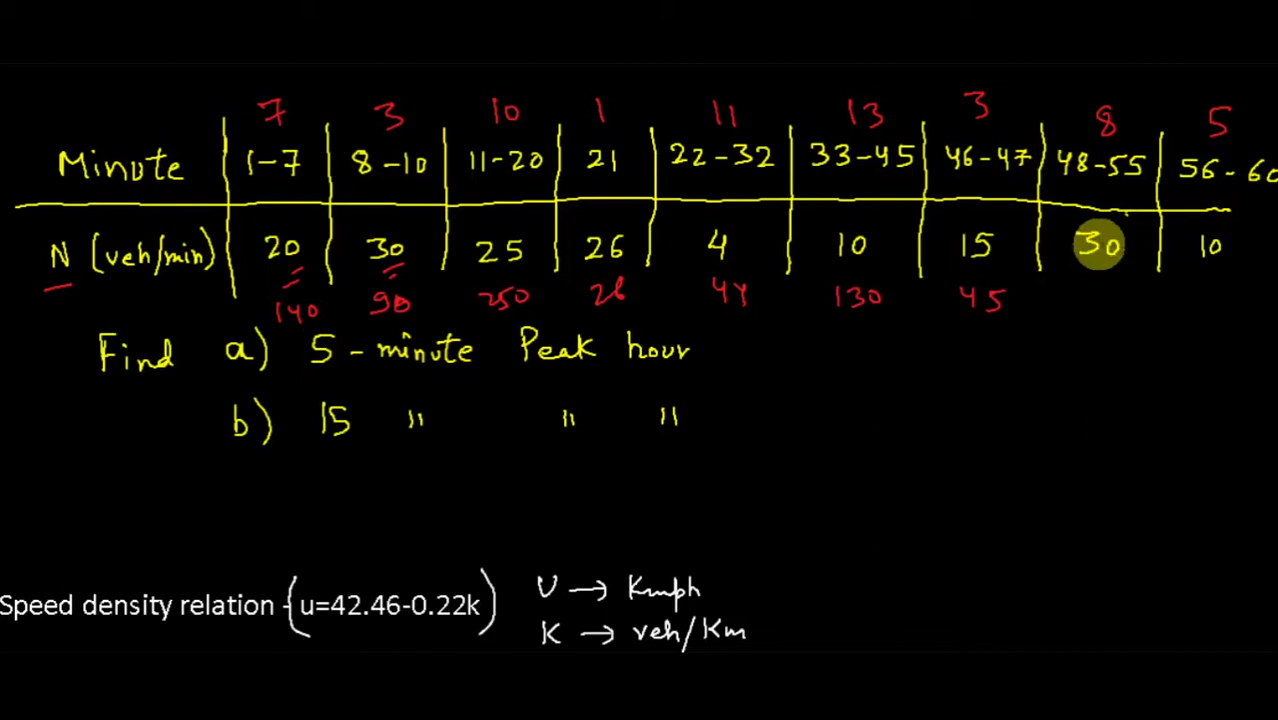 7 3 10 1 11 13 3 8 5
Minute 1-7 8-10 11-20 21 22-32 33-45 46-47 48-55 56-60
N (veh/min) 20 30 25 26 4 10 15 30 10
140 90 250 26 44 130 45
Find a) 5-minute Peak hour
b) 15 " " "
Speed density relation - (u=42.46-0.22k) U → Kmph
K → veh/Km